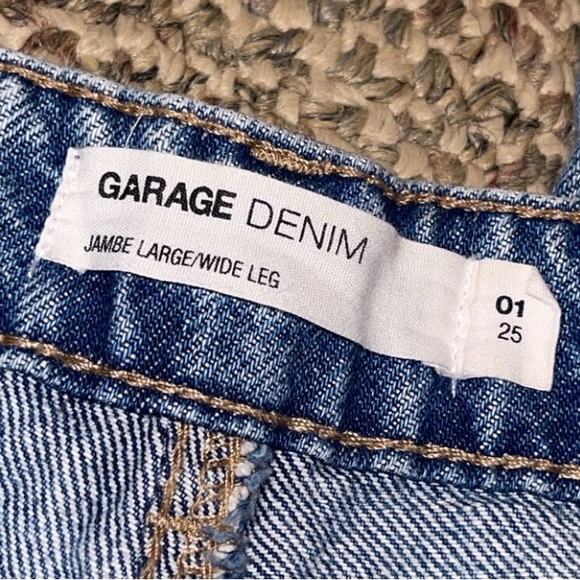 GARAGE DENIM
JAMBE LARGE/WIDE LEG
01
25